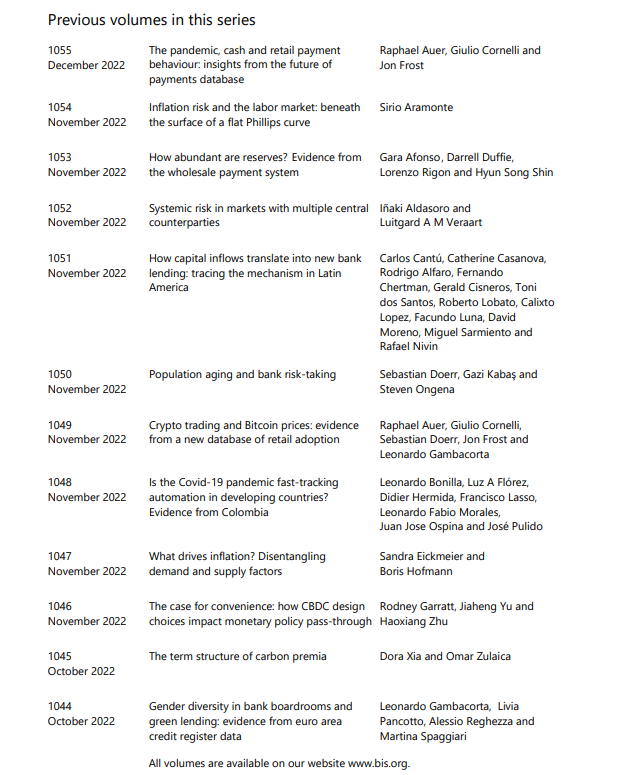 Previous volumes in this series
1055 The pandemic, cash and retail payment Raphael Auer, Giulio Cornelli and
December 2022 behaviour: insights from the future of Jon Frost
payments database
1054 Inflation risk and the labor market: beneath Sirio Aramonte
November 2022 the surface of a flat Phillips curve
1053 How abundant are reserves? Evidence from Gara Afonso, Darrell Duffie,
November 2022 the wholesale payment system Lorenzo Rigon and Hyun Song Shin
1052 Systemic risk in markets with multiple central Iñaki Aldasoro and
November 2022 counterparties Luitgard A M Veraart
1051 How capital inflows translate into new bank Carlos Cantú, Catherine Casanova,
November 2022 lending: tracing the mechanism in Latin Rodrigo Alfaro, Fernando
America Chertman, Gerald Cisneros, Toni
dos Santos, Roberto Lobato, Calixto
Lopez, Facundo Luna, David
Moreno, Miguel Sarmiento and
Rafael Nivin
1050 Population aging and bank risk-taking Sebastian Doerr, Gazi Kabaş and
November 2022 Steven Ongena
1049 Crypto trading and Bitcoin prices: evidence Raphael Auer, Giulio Cornelli,
November 2022 from a new database of retail adoption Sebastian Doerr, Jon Frost and
Leonardo Gambacorta
1048 Is the Covid-19 pandemic fast-tracking Leonardo Bonilla, Luz A Flórez,
November 2022 automation in developing countries? Didier Hermida, Francisco Lasso,
Evidence from Colombia Leonardo Fabio Morales,
Juan Jose Ospina and José Pulido
1047 What drives inflation? Disentangling Sandra Eickmeier and
November 2022 demand and supply factors Boris Hofmann
1046 The case for convenience: how CBDC design Rodney Garratt, Jiaheng Yu and
November 2022 choices impact monetary policy pass-through Haoxiang Zhu
1045 The term structure of carbon premia Dora Xia and Omar Zulaica
October 2022
1044 Gender diversity in bank boardrooms and Leonardo Gambacorta, Livia
October 2022 green lending: evidence from euro area Pancotto, Alessio Reghezza and
credit register data Martina Spaggiari
All volumes are available on our website www.bis.org.